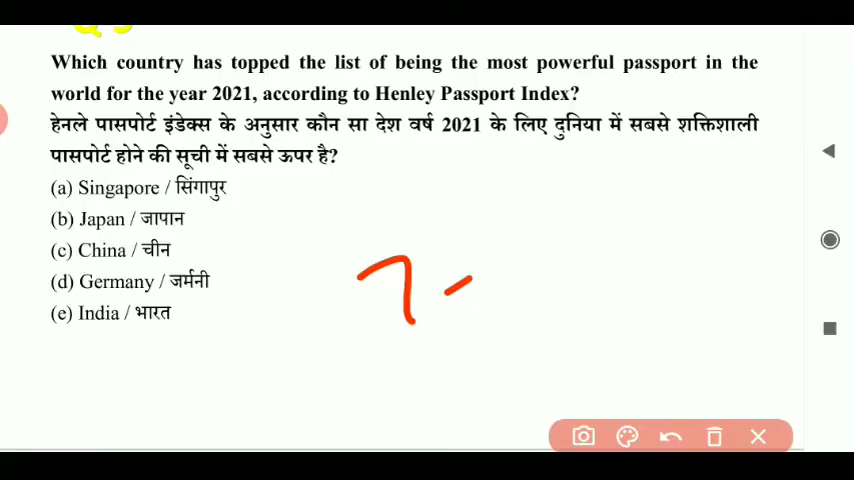 Which country has topped the list of being the most powerful passport in the
world for the year 2021, according to Henley Passport Index?
हेनले पासपोर्ट इंडेक्स के अनुसार कौन सा देश वर्ष 2021 के लिए दुनिया में सबसे शक्तिशाली
पासपोर्ट होने की सूची में सबसे ऊपर है?
(a) Singapore / सिंगापुर
(b) Japan / जापान
(c) China / चीन
(d) Germany / जर्मनी
(e) India / भारत